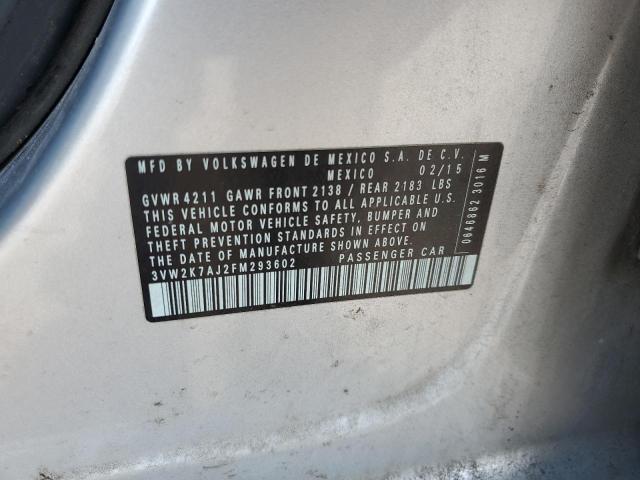 MFD BY VOLKSWAGEN DE MEXICO S.A. DE C.V.
MEXICO 02/15
GVWR 4211 GAWR FRONT 2138 / REAR 2183 LBS
THIS VEHICLE CONFORMS TO ALL APPLICABLE U.S.
FEDERAL MOTOR VEHICLE SAFETY, BUMPER AND
THEFT PREVENTION STANDARDS IN EFFECT ON
THE DATE OF MANUFACTURE SHOWN ABOVE.
3VW2K7AJ2FM293602 PASSENGER CAR
0646862 3016 M